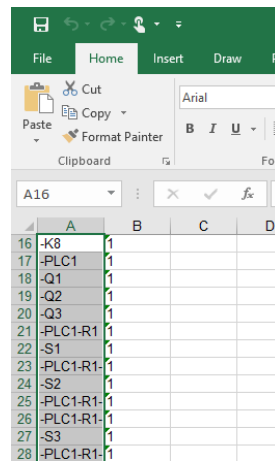 File Home Insert Draw
Cut
Copy
Paste
Format Painter
Clipboard
Arial
B I U
A16
fx
A B C D
16 -K8 1
17 -PLC1 1
18 -Q1 1
19 -Q2 1
20 -Q3 1
21 -PLC1-R1 1
22 -S1 1
23 -PLC1-R1- 1
24 -S2 1
25 -PLC1-R1- 1
26 -PLC1-R1- 1
27 -S3 1
28 -PLC1-R1- 1